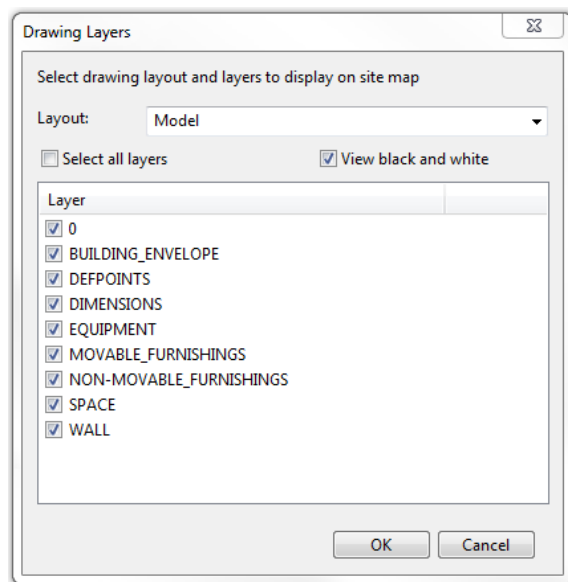 Drawing Layers
Select drawing layout and layers to display on site map
Layout: Model
Select all layers View black and white
Layer
0
BUILDING_ENVELOPE
DEFPOINTS
DIMENSIONS
EQUIPMENT
MOVABLE_FURNISHINGS
NON-MOVABLE_FURNISHINGS
SPACE
WALL
OK Cancel